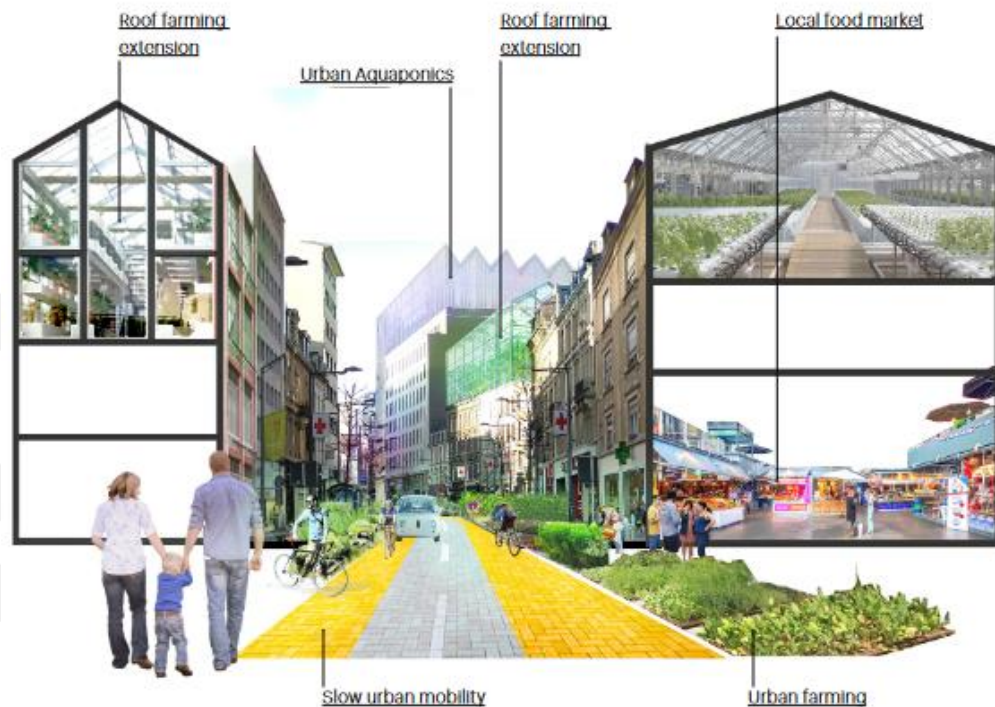 Roof farming
extension
Urban Aquaponics
Roof farming
extension
Local food market
Slow urban mobility
Urban farming